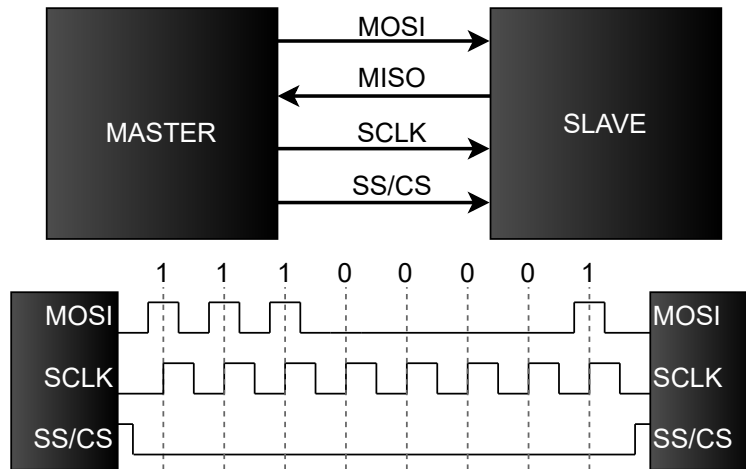 MOSI
MISO
MASTER
SLAVE
SCLK
SS/CS
1 1 1 0 0 0 0 1
MOSI MOSI
SCLK SCLK
SS/CS SS/CS